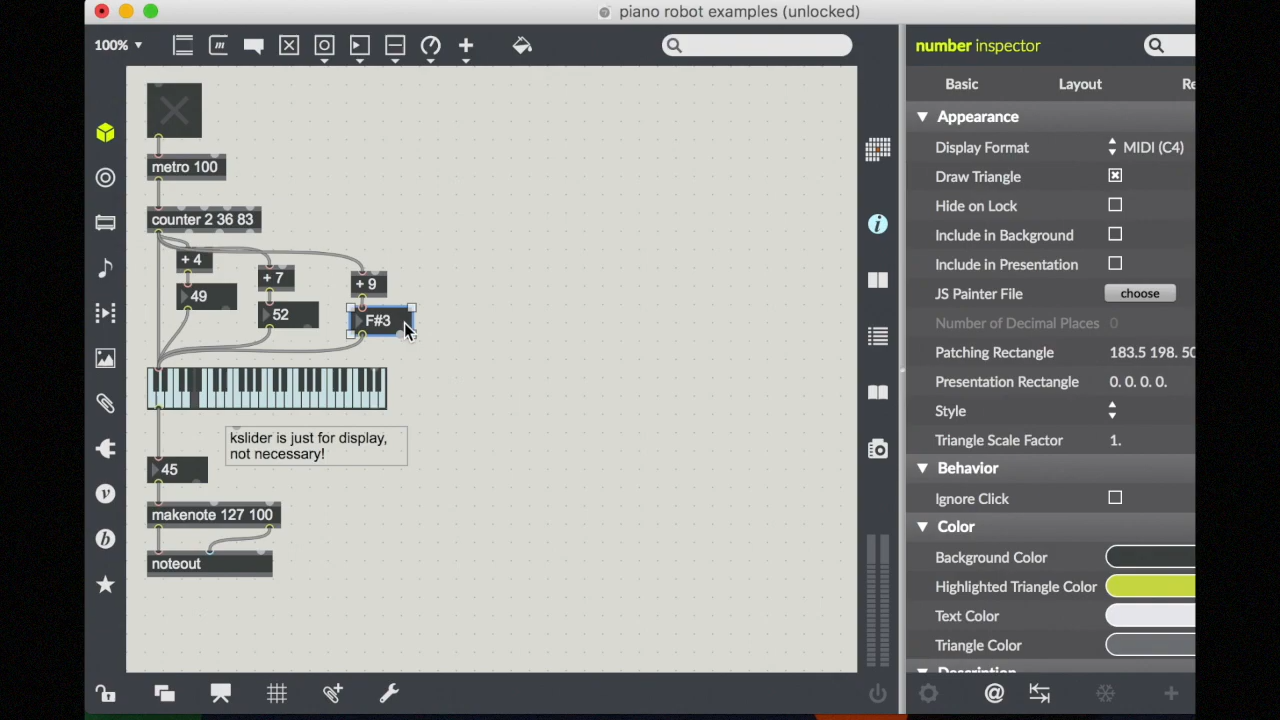 piano robot examples (unlocked)
100%
number inspector
Basic
Layout
Re
Appearance
Display Format
MIDI (C4)
Draw Triangle
Hide on Lock
Include in Background
Include in Presentation
JS Painter File
choose
Number of Decimal Places 0
Patching Rectangle
183.5 198. 50
Presentation Rectangle
0. 0. 0. 0.
Style
Triangle Scale Factor
1.
Behavior
Ignore Click
Color
Background Color
Highlighted Triangle Color
Text Color
Triangle Color
metro 100
counter 2 36 83
+ 4
+ 7
+ 9
49
52
F#3
kslider is just for display,
not necessary!
45
makenote 127 100
noteout